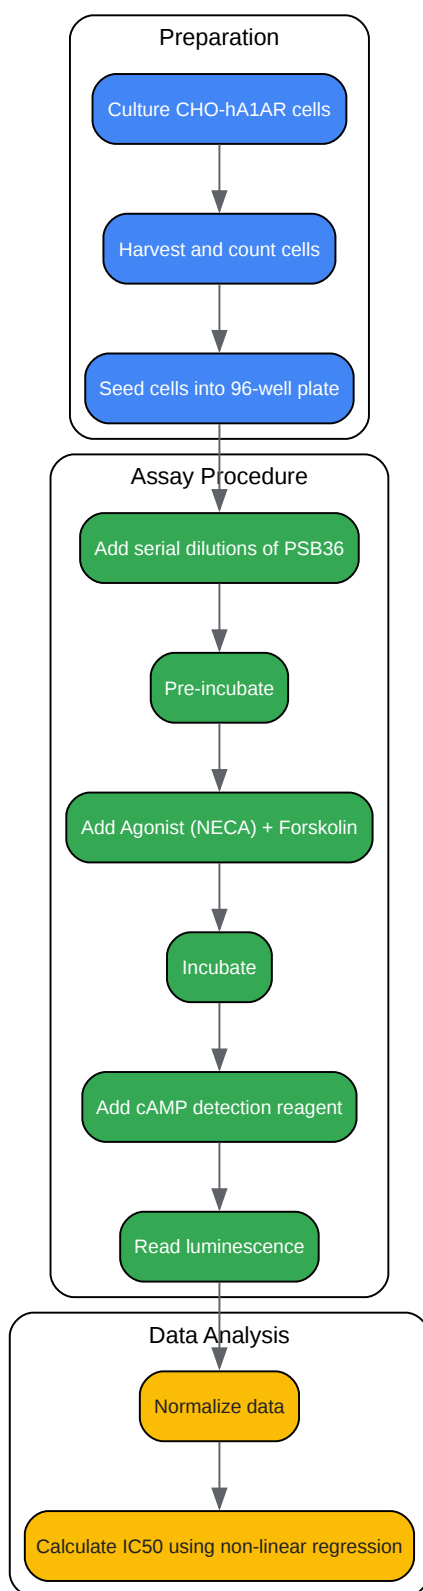 Preparation
Culture CHO-hA1AR cells
Harvest and count cells
Seed cells into 96-well plate
Assay Procedure
Add serial dilutions of PSB36
Pre-incubate
Add Agonist (NECA) + Forskolin
Incubate
Add cAMP detection reagent
Read luminescence
Data Analysis
Normalize data
Calculate IC50 using non-linear regression